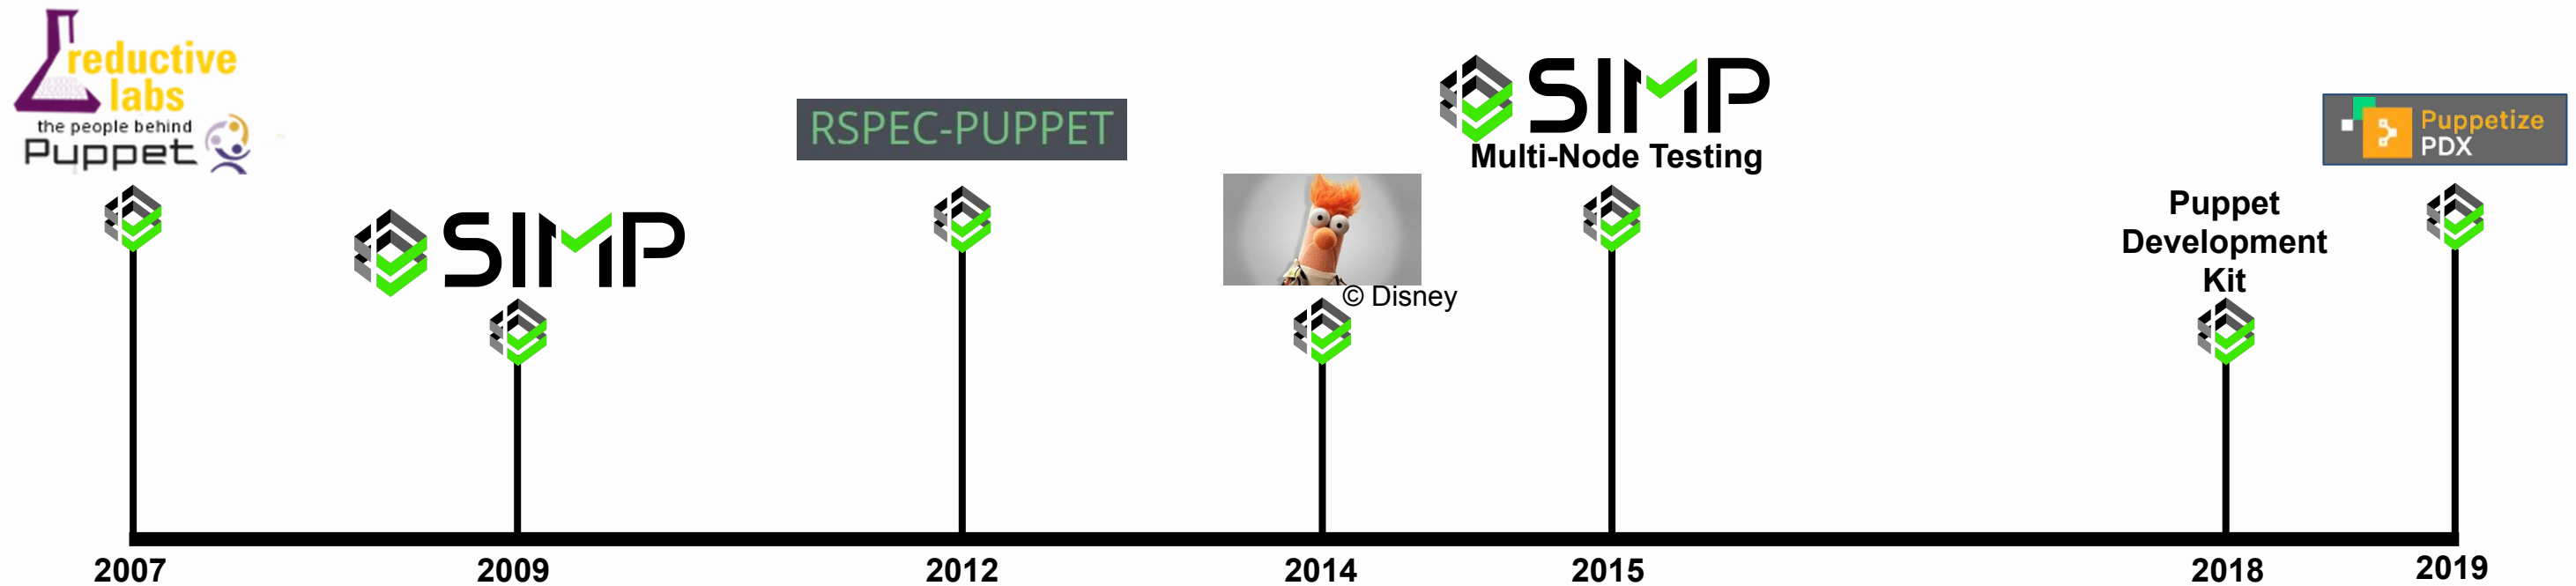 reductive
labs
the people behind
Puppet
SIMP
RSPEC-PUPPET
© Disney
SIMP
Multi-Node Testing
Puppet
Development
Kit
Puppetize
PDX
2007
2009
2012
2014
2015
2018
2019